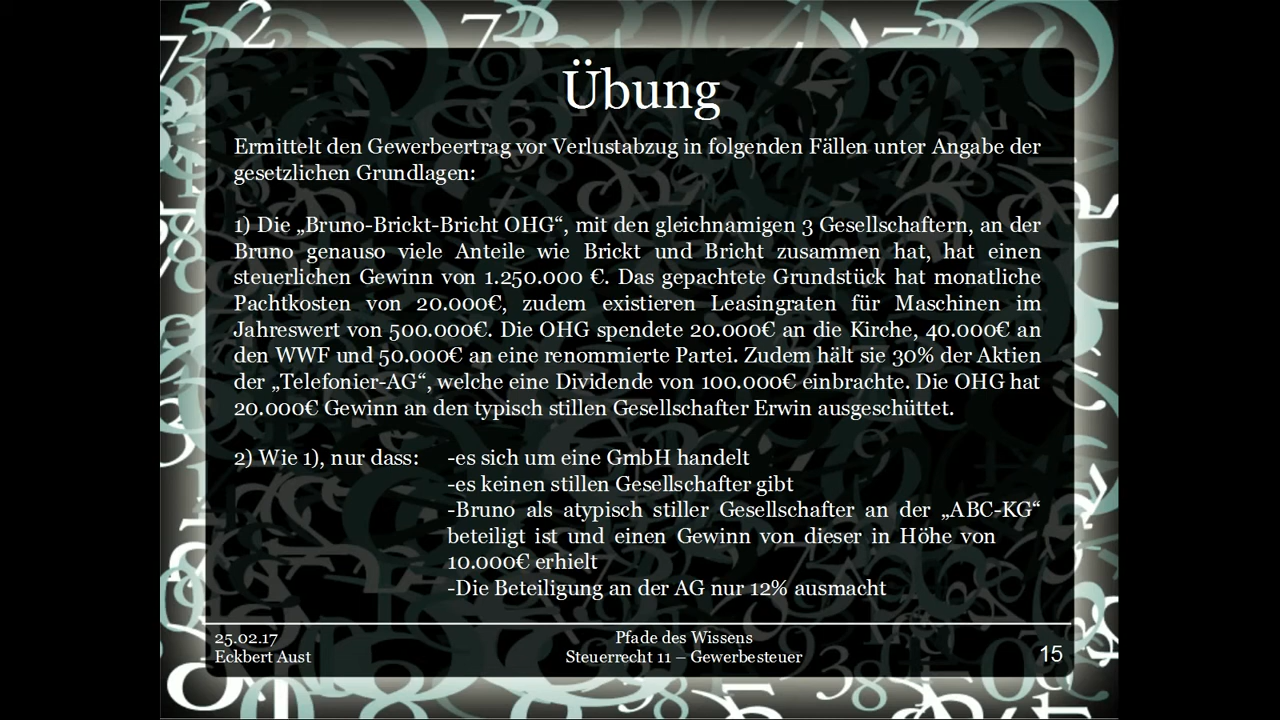 Übung
Ermittelt den Gewerbeertrag vor Verlustabzug in folgenden Fällen unter Angabe der
gesetzlichen Grundlagen:
1) Die „Bruno-Brickt-Bricht OHG“, mit den gleichnamigen 3 Gesellschaftern, an der
Bruno genauso viele Anteile wie Brickt und Bricht zusammen hat, hat einen
steuerlichen Gewinn von 1.250.000 €. Das gepachtete Grundstück hat monatliche
Pachtkosten von 20.000€, zudem existieren Leasingraten für Maschinen im
Jahreswert von 500.000€. Die OHG spendete 20.000€ an die Kirche, 40.000€ an
den WWF und 50.000€ an eine renommierte Partei. Zudem hält sie 30% der Aktien
der „Telefonier-AG“, welche eine Dividende von 100.000€ einbrachte. Die OHG hat
20.000€ Gewinn an den typisch stillen Gesellschafter Erwin ausgeschüttet.
2) Wie 1), nur dass: -es sich um eine GmbH handelt
-es keinen stillen Gesellschafter gibt
-Bruno als atypisch stiller Gesellschafter an der „ABC-KG“
beteiligt ist und einen Gewinn von dieser in Höhe von
10.000€ erhielt
-Die Beteiligung an der AG nur 12% ausmacht
25.02.17 Pfade des Wissens
Eckbert Aust Steuerrecht 11 – Gewerbesteuer 15